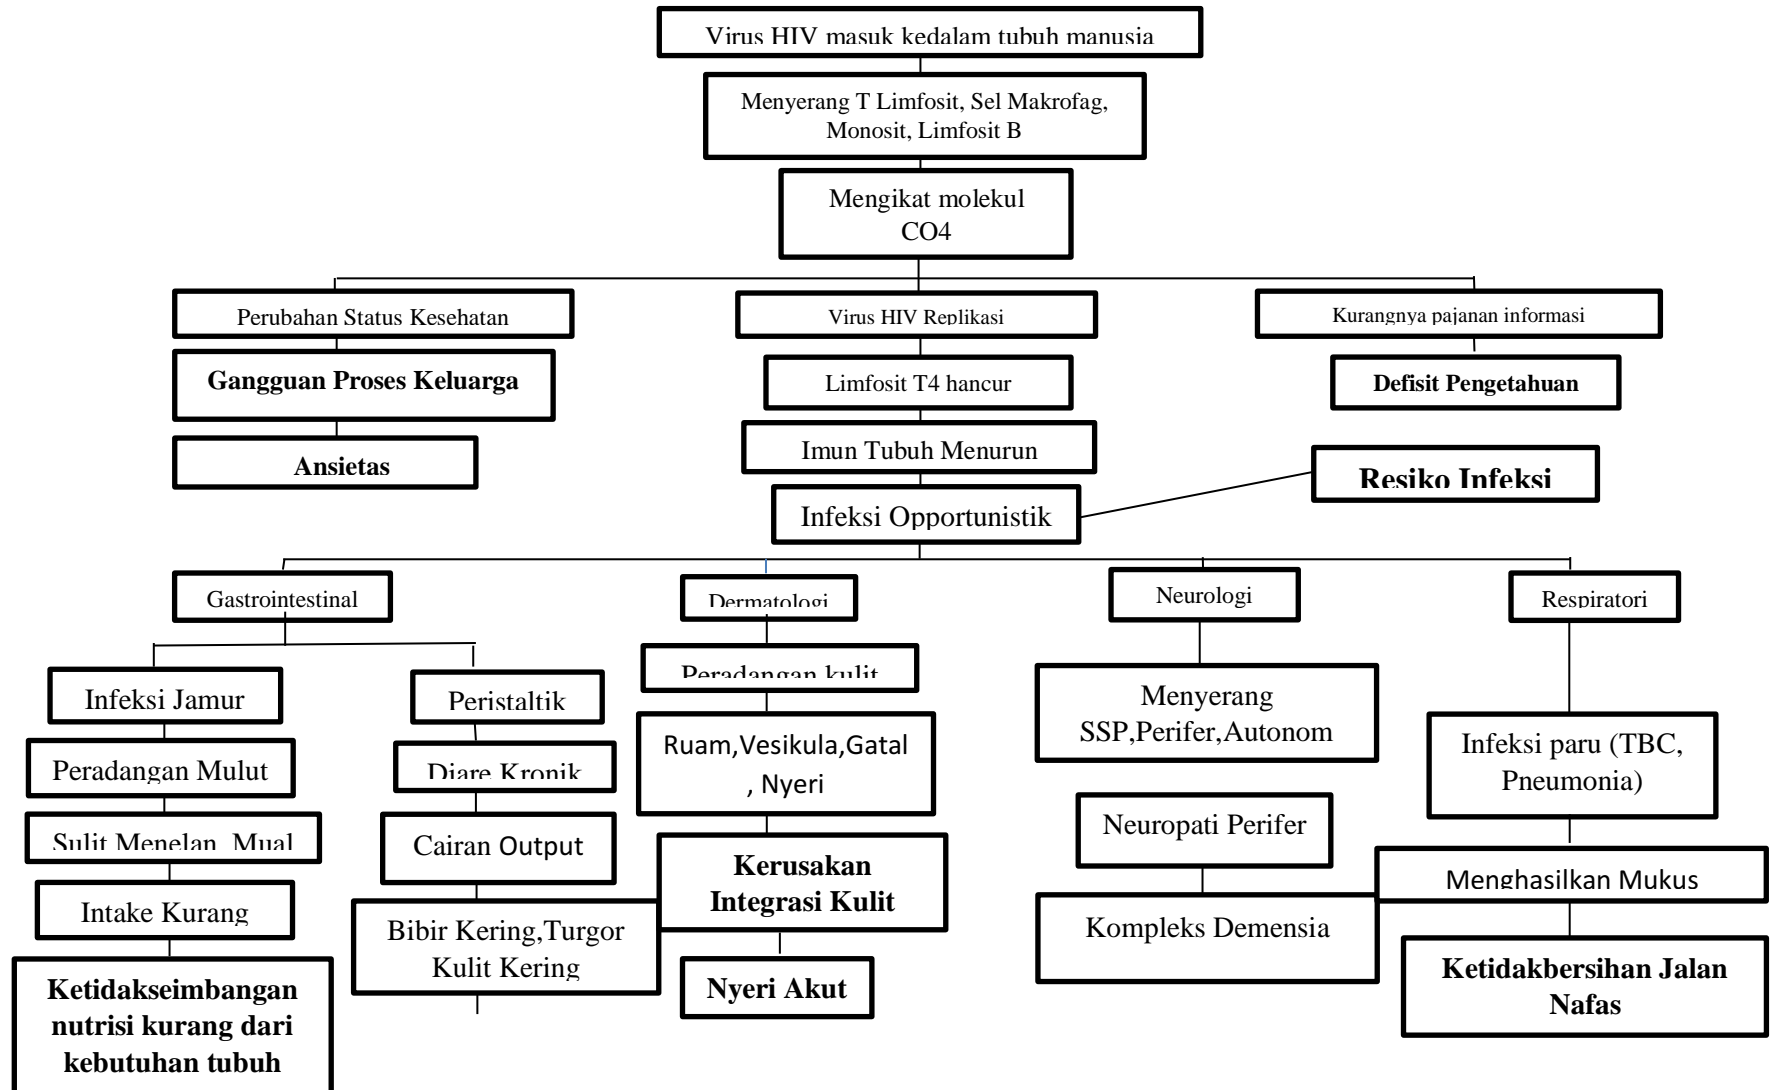 Virus HIV masuk kedalam tubuh manusia
Menyerang T Limfosit, Sel Makrofag,
Monosit, Limfosit B
Mengikat molekul
CO4
Perubahan Status Kesehatan
Virus HIV Replikasi
Kurangnya pajanan informasi
Gangguan Proses Keluarga
Limfosit T4 hancur
Defisit Pengetahuan
Ansietas
Imun Tubuh Menurun
Resiko Infeksi
Infeksi Opportunistik
Gastrointestinal
Dermatologi
Neurologi
Respiratori
Infeksi Jamur
Peristaltik
Peradangan kulit
Menyerang
SSP,Perifer,Autonom
Infeksi paru (TBC,
Pneumonia)
Peradangan Mulut
Diare Kronik
Ruam,Vesikula,Gatal
, Nyeri
Neuropati Perifer
Sulit Menelan, Mual
Cairan Output
Kerusakan
Integrasi Kulit
Menghasilkan Mukus
Intake Kurang
Bibir Kering,Turgor
Kulit Kering
Kompleks Demensia
Ketidakbersihan Jalan
Nafas
Ketidakseimbangan
nutrisi kurang dari
kebutuhan tubuh
Nyeri Akut